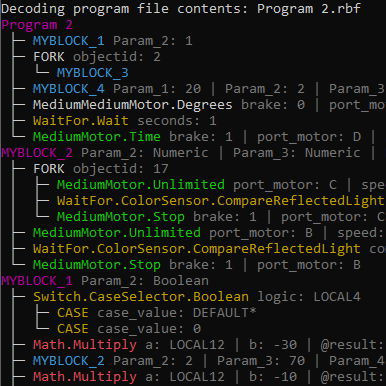 Decoding program file contents: Program 2.rbf
Program 2
├─ MYBLOCK_1 Param_2: 1
├─ FORK objectid: 2
│ └─ MYBLOCK_3
├─ MYBLOCK_4 Param_1: 20 | Param_2: 2 | Param_3
├─ MediumMediumMotor.Degrees brake: 0 | port_mo
├─ WaitFor.Wait seconds: 1
└─ MediumMotor.Time brake: 1 | port_motor: D |
MYBLOCK_2 Param_2: Numeric | Param_3: Numeric |
├─ FORK objectid: 17
│ ├─ MediumMotor.Unlimited port_motor: C | spe
│ ├─ WaitFor.ColorSensor.CompareReflectedLight
│ └─ MediumMotor.Stop brake: 1 | port_motor: C
├─ MediumMotor.Unlimited port_motor: B | speed:
├─ WaitFor.ColorSensor.CompareReflectedLight co
└─ MediumMotor.Stop brake: 1 | port_motor: B
MYBLOCK_1 Param_2: Boolean
├─ Switch.CaseSelector.Boolean logic: LOCAL4
│ ├─ CASE case_value: DEFAULT*
│ └─ CASE case_value: 0
├─ Math.Multiply a: LOCAL12 | b: -30 | @result:
├─ MYBLOCK_2 Param_2: 2 | Param_3: 70 | Param_4
├─ Math.Multiply a: LOCAL12 | b: -10 | @result: